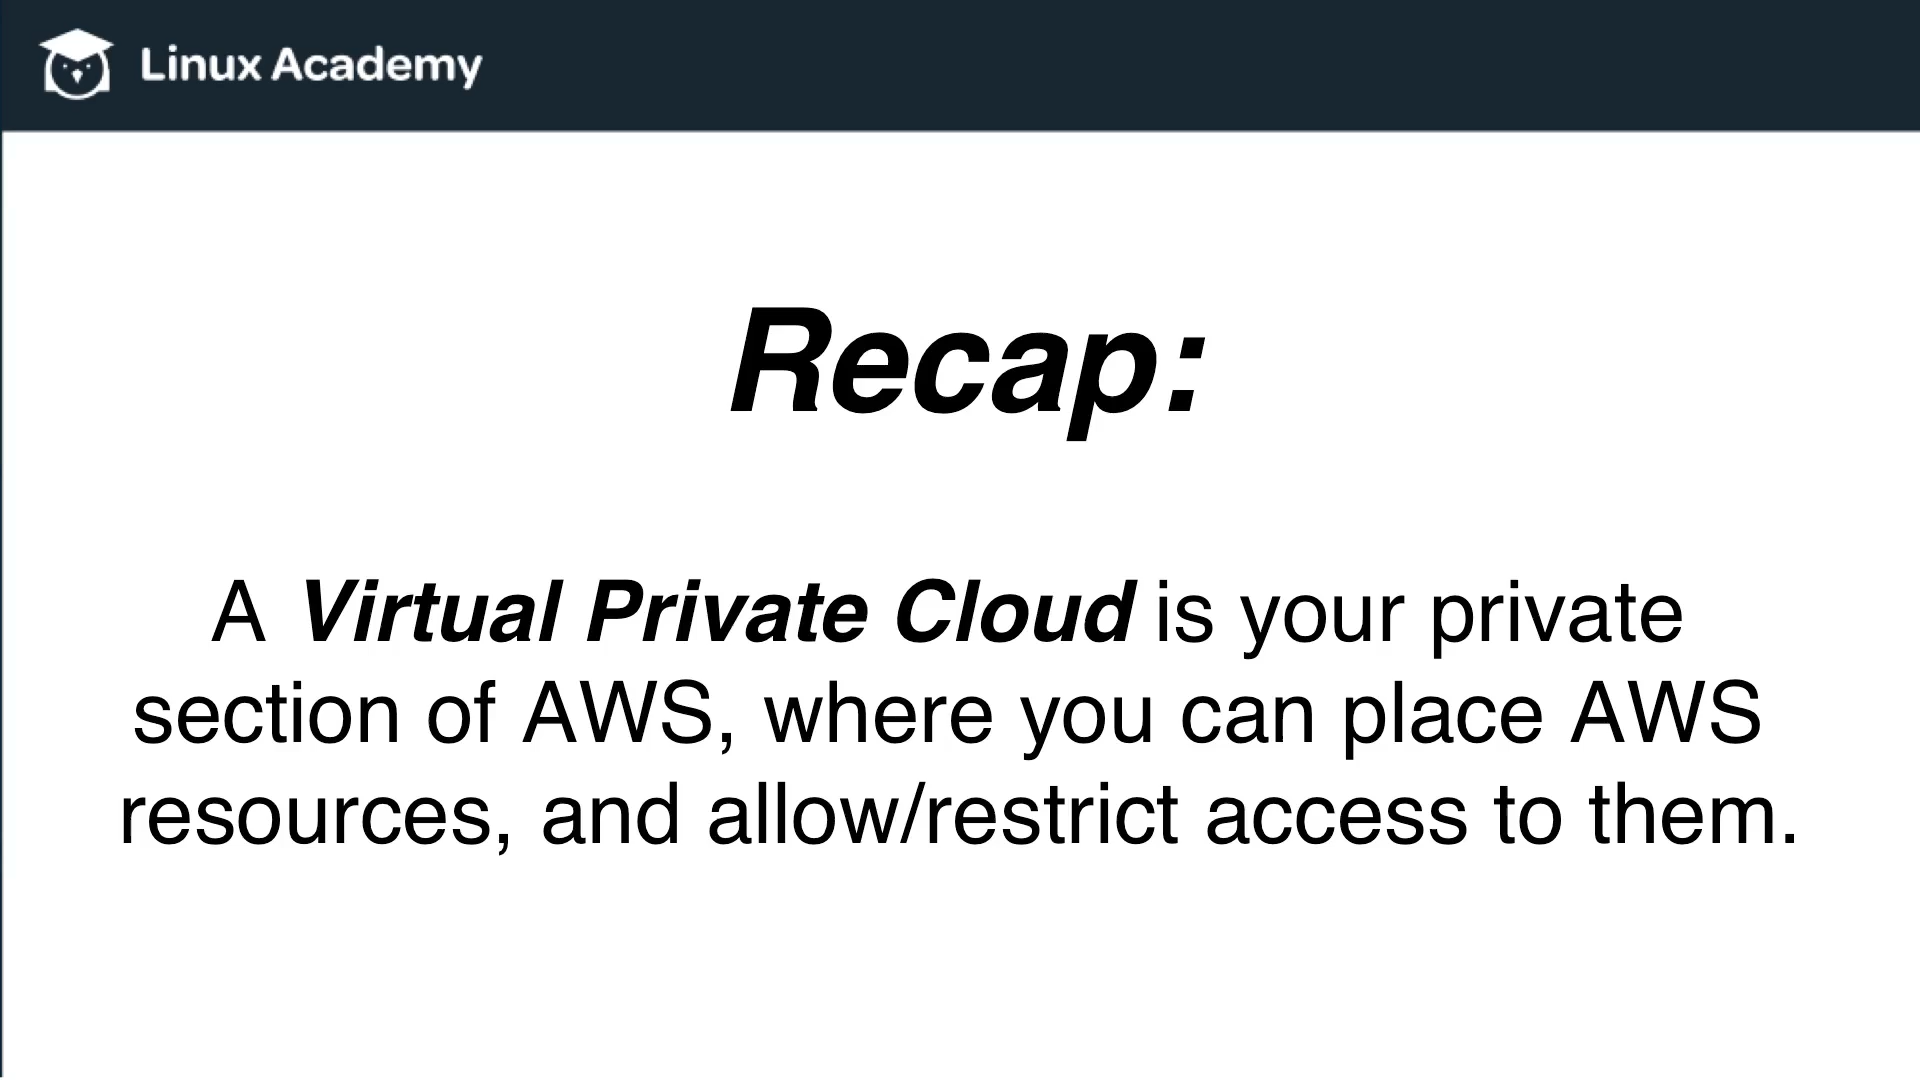 Linux Academy
Recap:
A Virtual Private Cloud is your private
section of AWS, where you can place AWS
resources, and allow/restrict access to them.